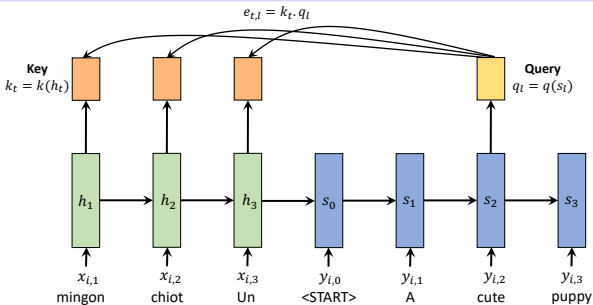 e_{t,l} = k_t . q_l
Key
k_t = k(h_t)
Query
q_l = q(s_l)
h_1 h_2 h_3 s_0 s_1 s_2 s_3
x_{i,1} x_{i,2} x_{i,3} y_{i,0} y_{i,1} y_{i,2} y_{i,3}
mingon chiot Un <START> A cute puppy